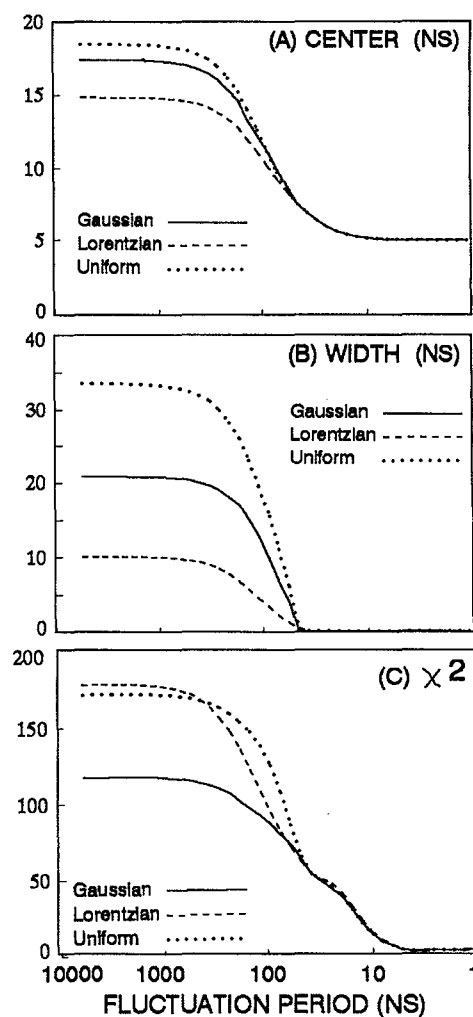 20
(A) CENTER (NS)
15
10
Gaussian
5
Lorentzian
Uniform
0
40
(B) WIDTH (NS)
30
Gaussian
Lorentzian
20
Uniform
10
0
200
(C) χ2
150
100
50
Gaussian
Lorentzian
Uniform
0
10000 1000 100 10 1
FLUCTUATION PERIOD (NS)